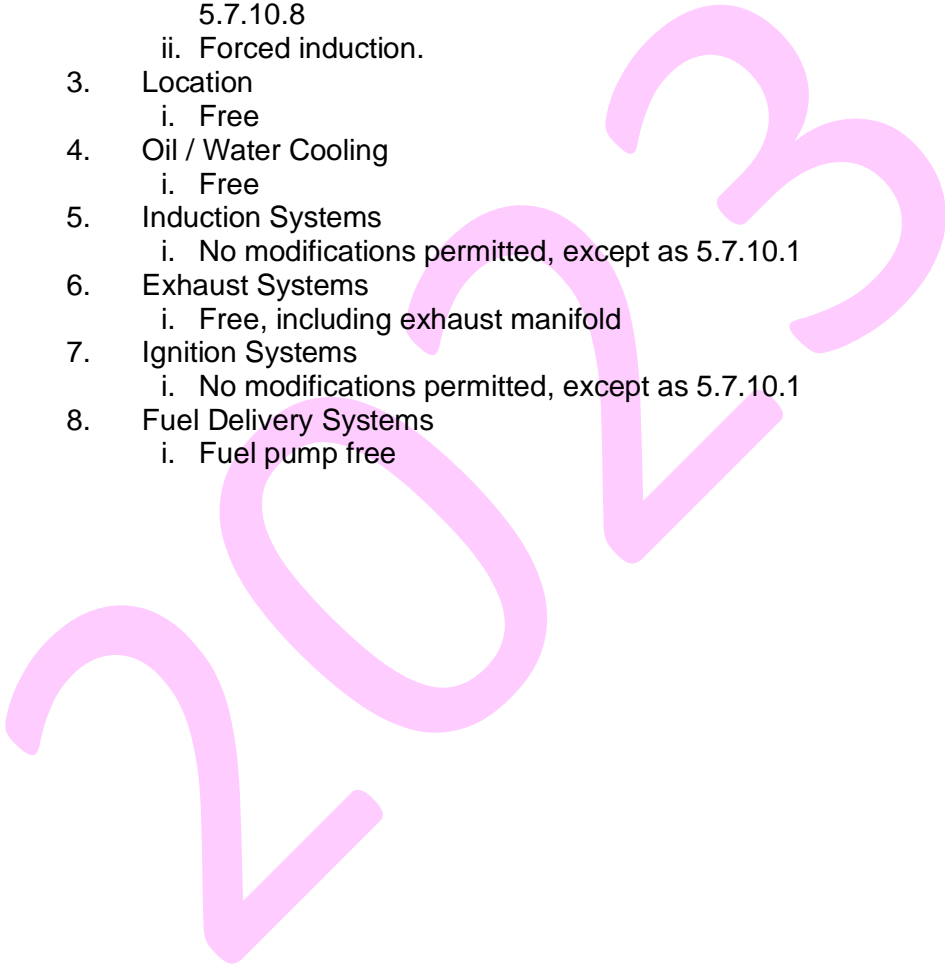 5.7.10.8
ii. Forced induction.
3. Location
i. Free
4. Oil / Water Cooling
i. Free
5. Induction Systems
i. No modifications permitted, except as 5.7.10.1
6. Exhaust Systems
i. Free, including exhaust manifold
7. Ignition Systems
i. No modifications permitted, except as 5.7.10.1
8. Fuel Delivery Systems
i. Fuel pump free
2023